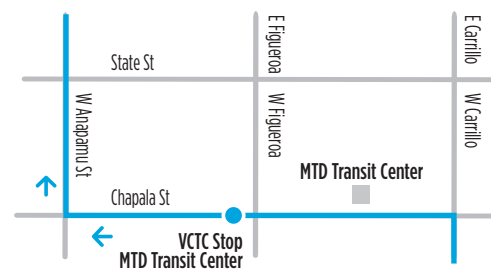 E Figueroa
E Carrillo
State St
W Anapamu St
W Figueroa
W Carrillo
MTD Transit Center
Chapala St
VCTC Stop
MTD Transit Center